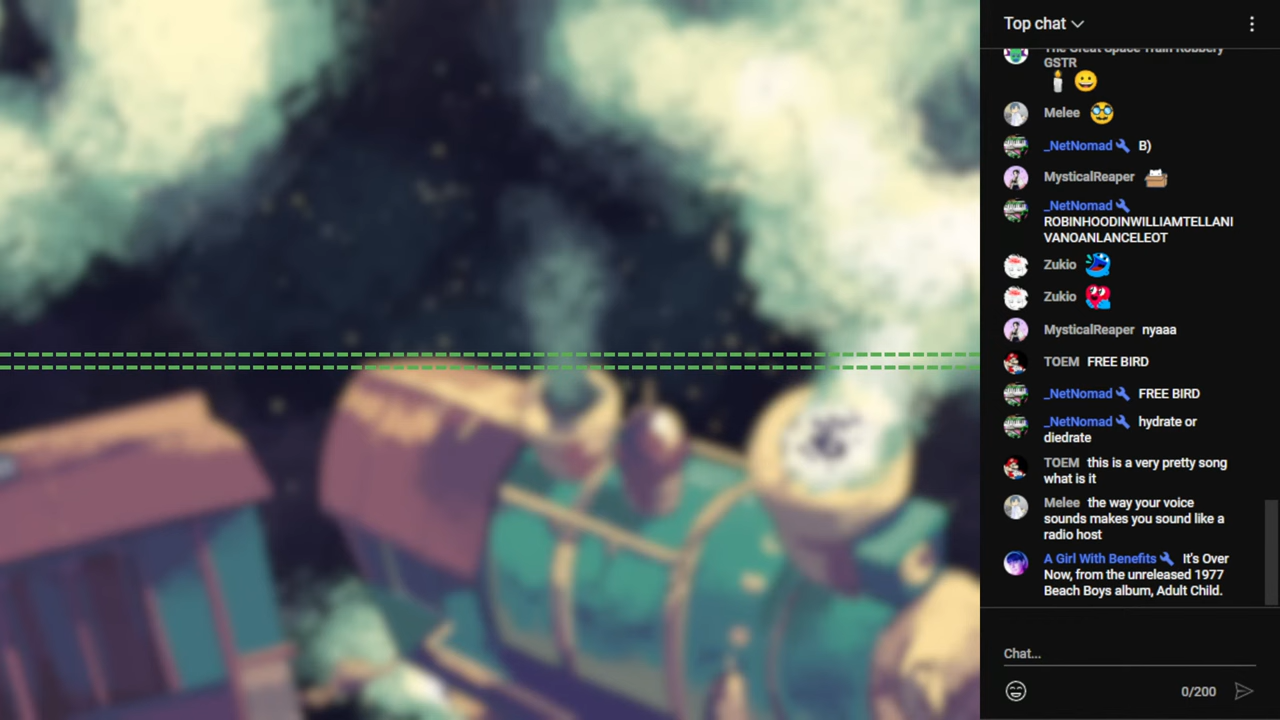 Top chat
The Great Space Train Robbery
GSTR
Melee
_NetNomad B)
MysticalReaper
_NetNomad
ROBINHOODINWILLIAMTELLANI
VANOANLANCELEOT
Zukio
Zukio
MysticalReaper nyaaa
TOEM FREE BIRD
_NetNomad FREE BIRD
_NetNomad hydrate or
diedrate
TOEM this is a very pretty song
what is it
Melee the way your voice
sounds makes you sound like a
radio host
A Girl With Benefits It's Over
Now, from the unreleased 1977
Beach Boys album, Adult Child.
Chat...
0/200